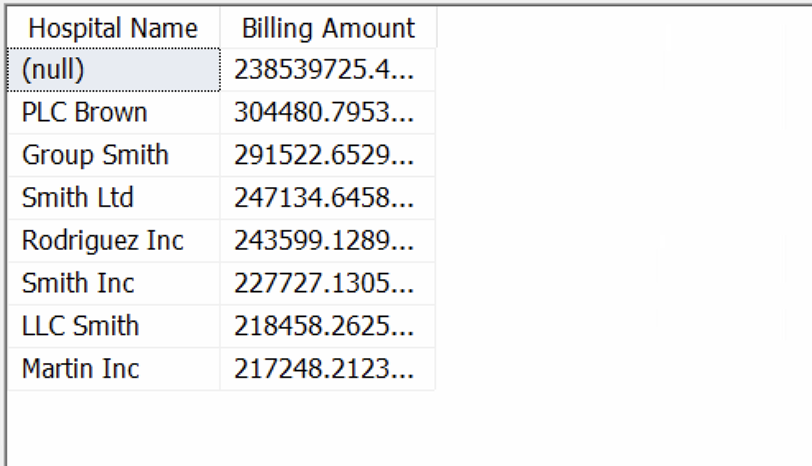 Hospital Name Billing Amount
(null) 238539725.4...
PLC Brown 304480.7953...
Group Smith 291522.6529...
Smith Ltd 247134.6458...
Rodriguez Inc 243599.1289...
Smith Inc 227727.1305...
LLC Smith 218458.2625...
Martin Inc 217248.2123...